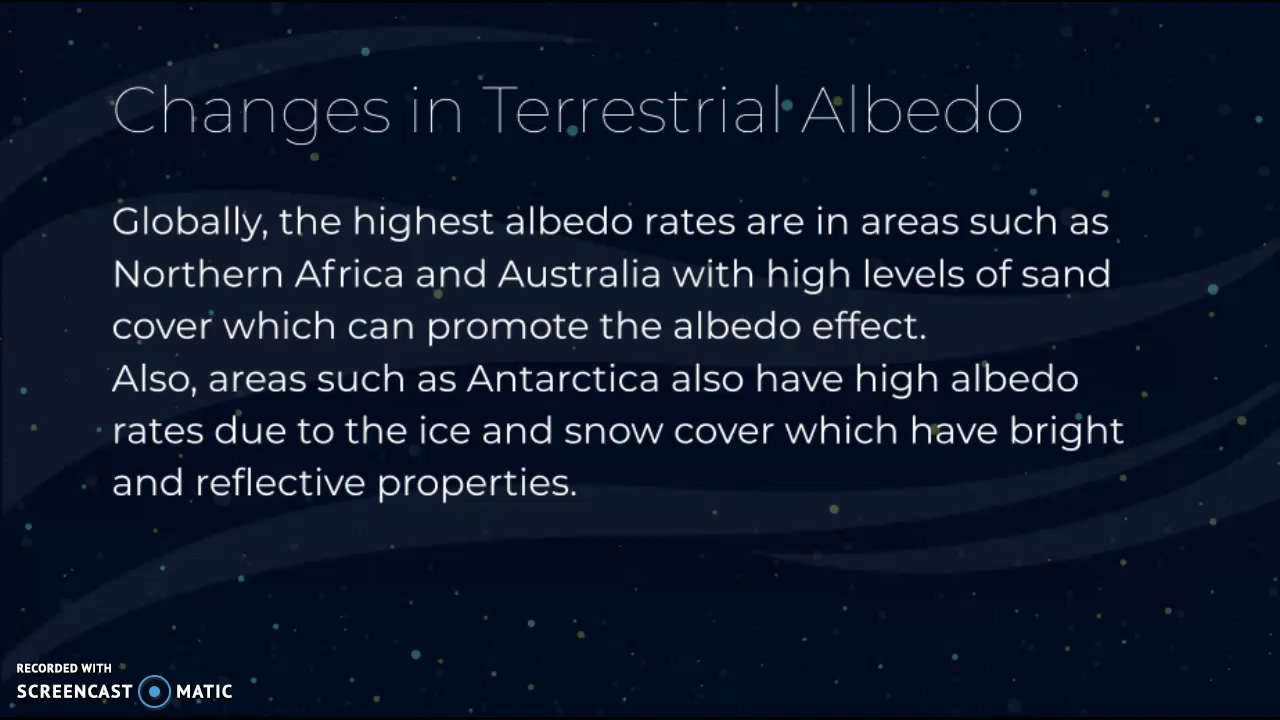 Changes in Terrestrial Albedo
Globally, the highest albedo rates are in areas such as
Northern Africa and Australia with high levels of sand
cover which can promote the albedo effect.
Also, areas such as Antarctica also have high albedo
rates due to the ice and snow cover which have bright
and reflective properties.
RECORDED WITH
SCREENCAST MATIC